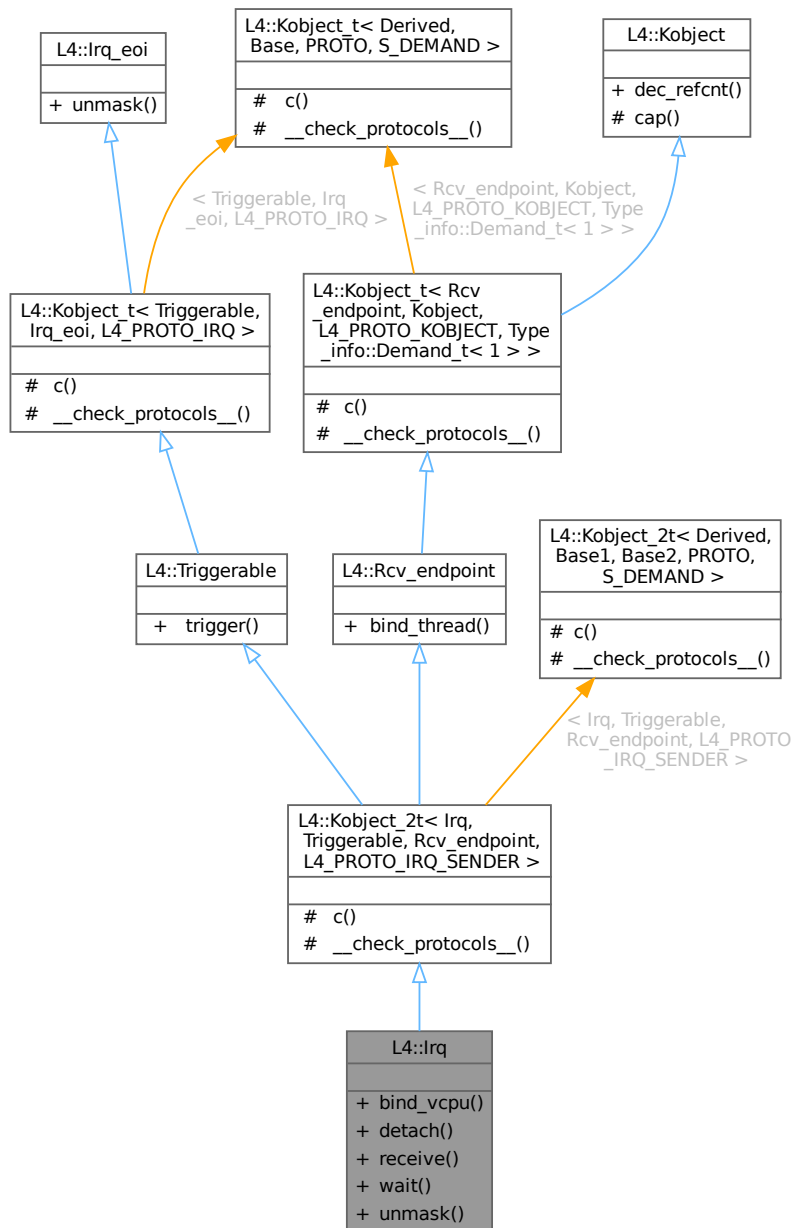 L4::Irq_eoi
+ unmask()
L4::Kobject_t< Derived,
Base, PROTO, S_DEMAND >
# c()
# __check_protocols__()
L4::Kobject
+ dec_refcnt()
# cap()
< Triggerable, Irq
_eoi, L4_PROTO_IRQ >
< Rcv_endpoint, Kobject,
L4_PROTO_KOBJECT, Type
_info::Demand_t< 1 > >
L4::Kobject_t< Triggerable,
Irq_eoi, L4_PROTO_IRQ >
# c()
# __check_protocols__()
L4::Kobject_t< Rcv
_endpoint, Kobject,
L4_PROTO_KOBJECT, Type
_info::Demand_t< 1 > >
# c()
# __check_protocols__()
L4::Triggerable
+ trigger()
L4::Rcv_endpoint
+ bind_thread()
L4::Kobject_2t< Derived,
Base1, Base2, PROTO,
S_DEMAND >
# c()
# __check_protocols__()
< Irq, Triggerable,
Rcv_endpoint, L4_PROTO
_IRQ_SENDER >
L4::Kobject_2t< Irq,
Triggerable, Rcv_endpoint,
L4_PROTO_IRQ_SENDER >
# c()
# __check_protocols__()
L4::Irq
+ bind_vcpu()
+ detach()
+ receive()
+ wait()
+ unmask()